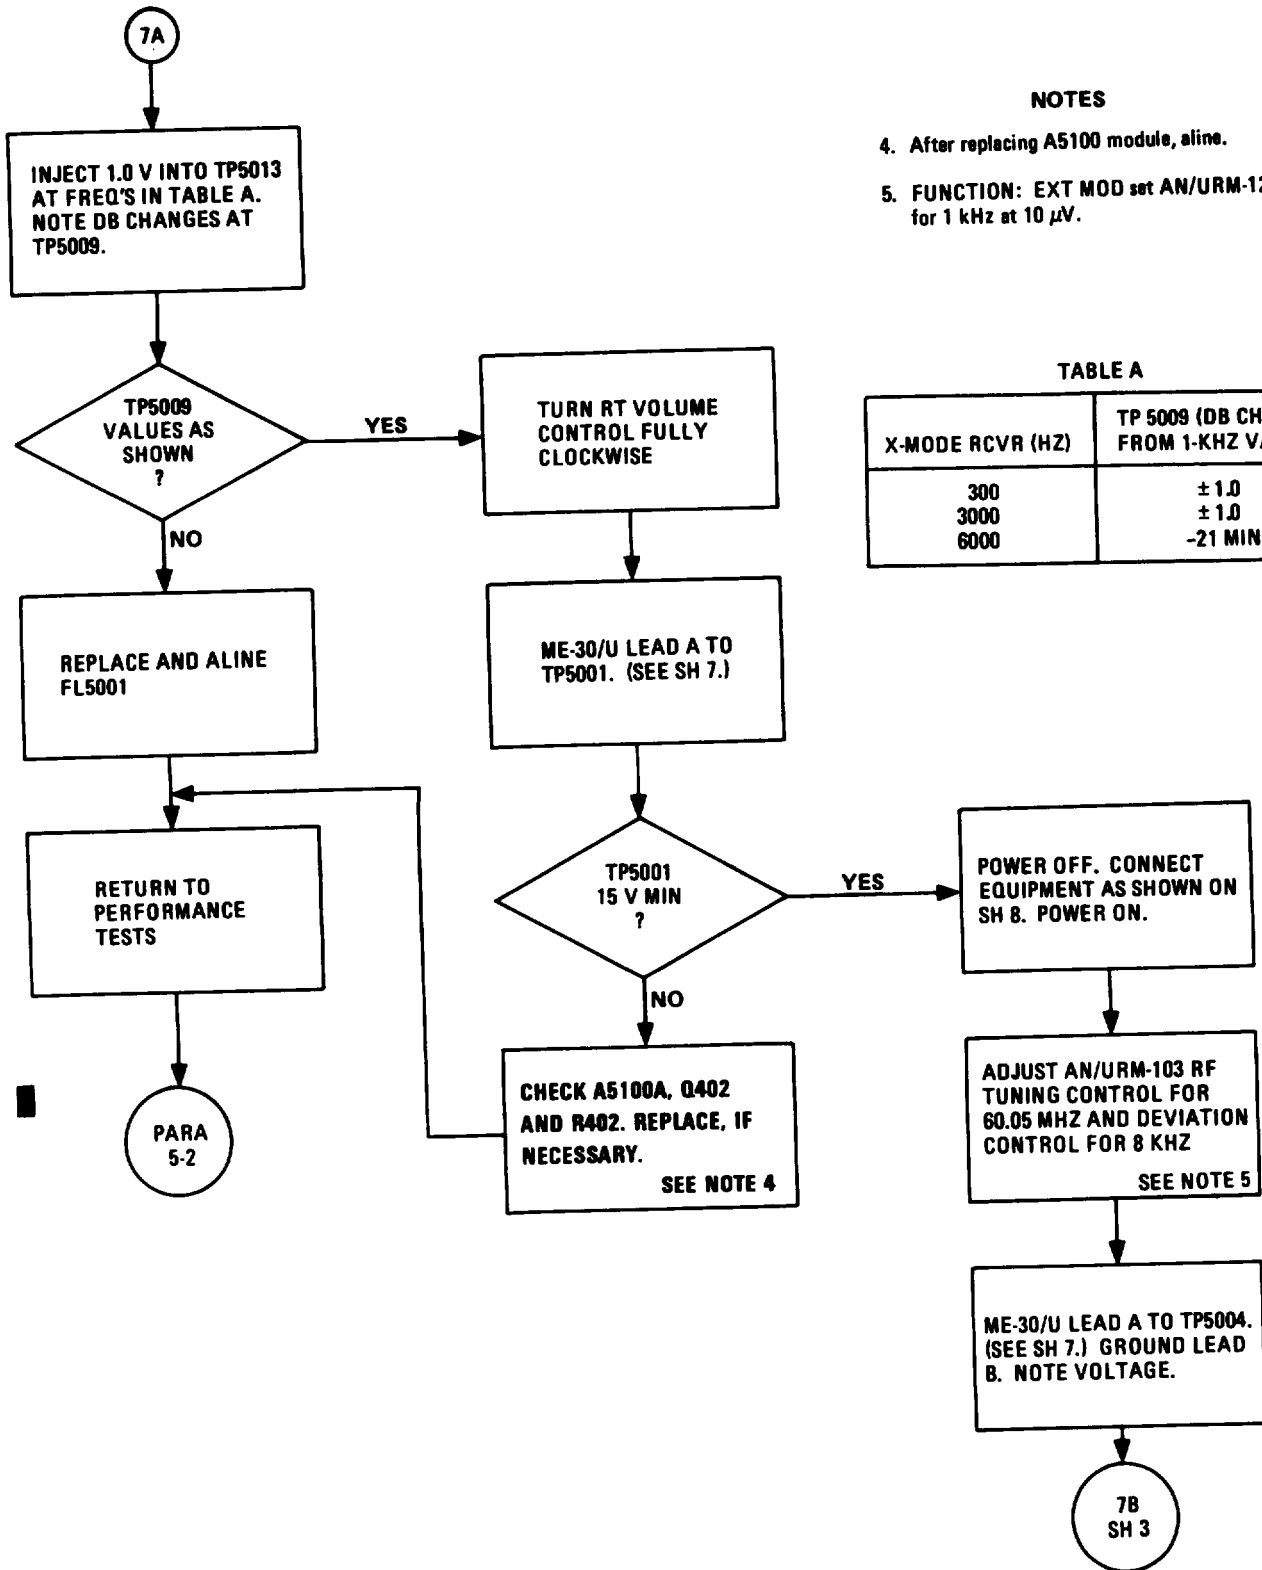 7A
INJECT 1.0 V INTO TP5013
AT FREQ'S IN TABLE A.
NOTE DB CHANGES AT
TP5009.
NOTES
4. After replacing A5100 module, aline.
5. FUNCTION: EXT MOD set AN/URM-12
for 1 kHz at 10 µV.
TP5009
VALUES AS
SHOWN
?
YES
NO
TURN RT VOLUME
CONTROL FULLY
CLOCKWISE
TABLE A
X-MODE RCVR (HZ)
TP 5009 (DB CH
FROM 1-KHZ VA
300 ± 1.0
3000 ± 1.0
6000 -21 MIN
REPLACE AND ALINE
FL5001
ME-30/U LEAD A TO
TP5001. (SEE SH 7.)
RETURN TO
PERFORMANCE
TESTS
PARA
5-2
TP5001
15 V MIN
?
YES
NO
CHECK A5100A, Q402
AND R402. REPLACE, IF
NECESSARY.
SEE NOTE 4
POWER OFF. CONNECT
EQUIPMENT AS SHOWN ON
SH 8. POWER ON.
ADJUST AN/URM-103 RF
TUNING CONTROL FOR
60.05 MHZ AND DEVIATION
CONTROL FOR 8 KHZ
SEE NOTE 5
ME-30/U LEAD A TO TP5004.
(SEE SH 7.) GROUND LEAD
B. NOTE VOLTAGE.
7B
SH 3